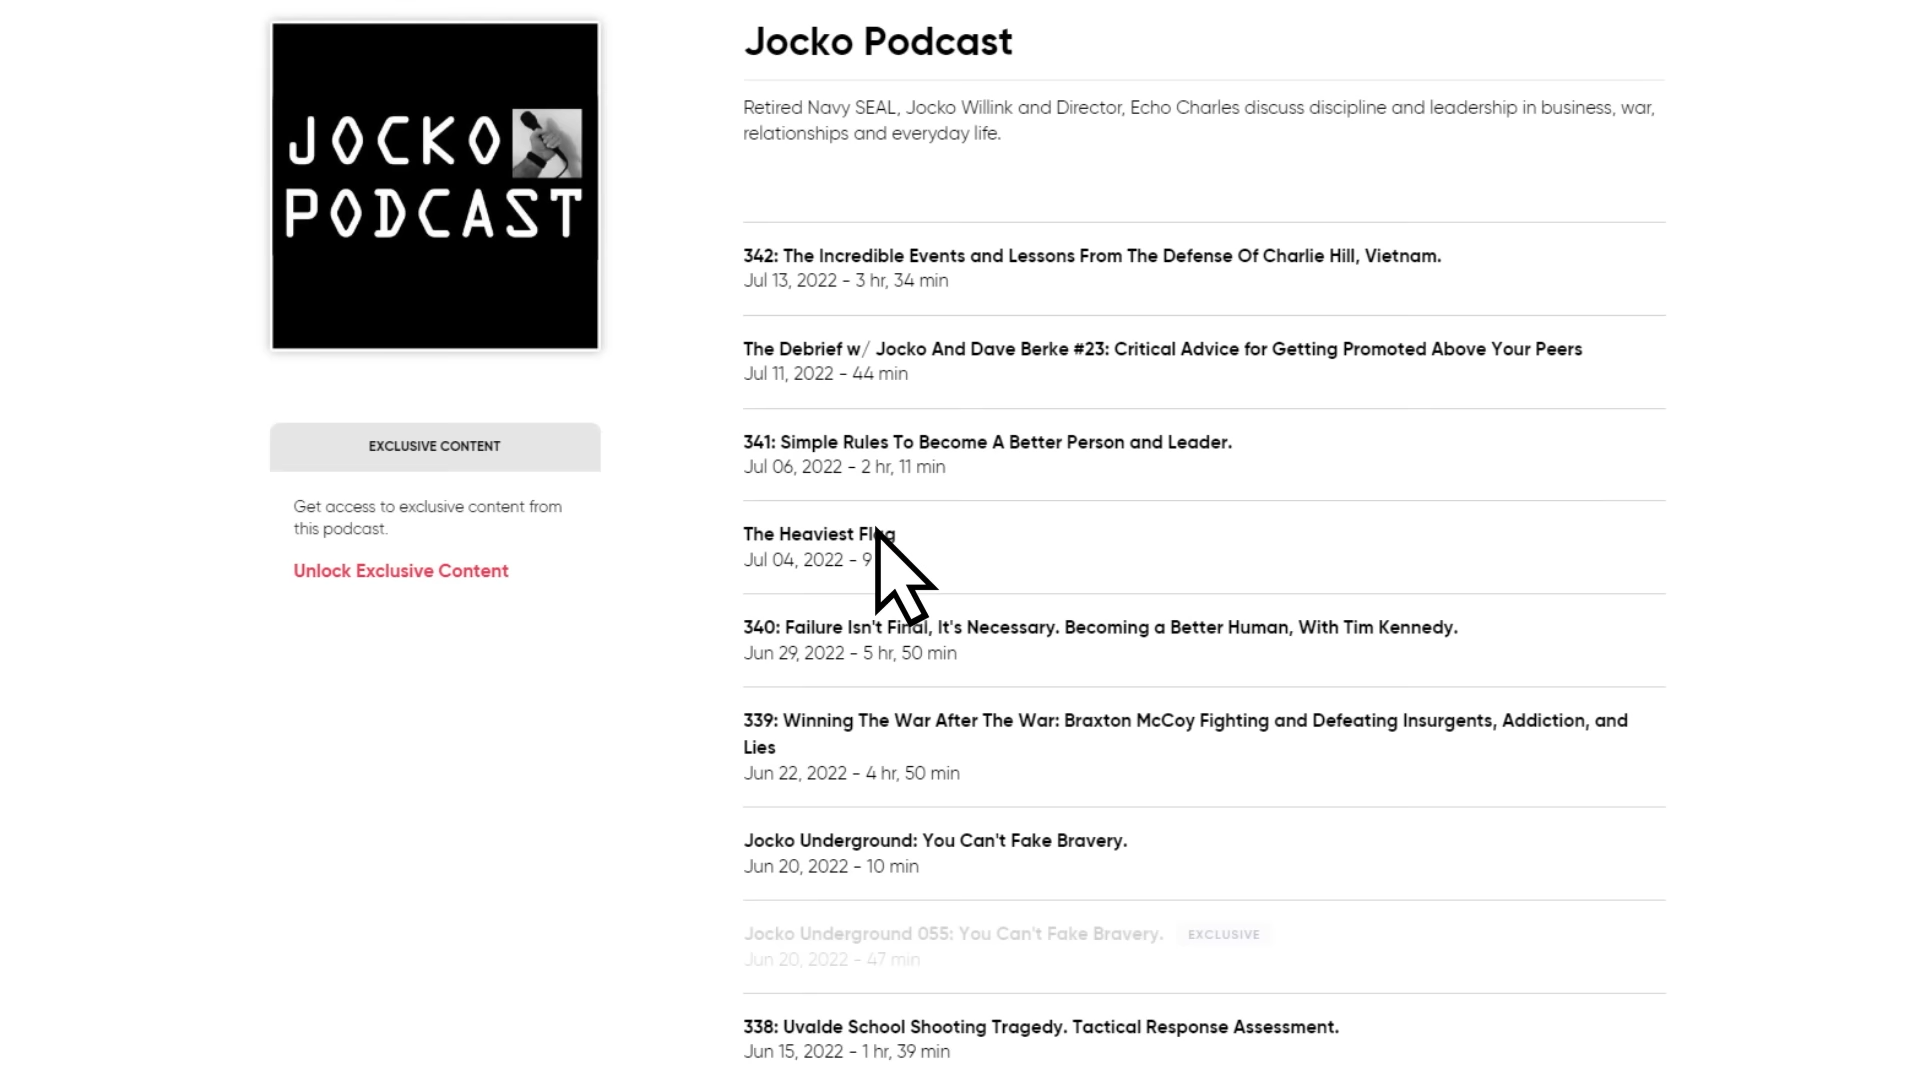 JOCKO
PODCAST
EXCLUSIVE CONTENT
Get access to exclusive content from
this podcast.
Unlock Exclusive Content
Jocko Podcast
Retired Navy SEAL, Jocko Willink and Director, Echo Charles discuss discipline and leadership in business, war,
relationships and everyday life.
342: The Incredible Events and Lessons From The Defense Of Charlie Hill, Vietnam.
Jul 13, 2022 - 3 hr, 34 min
The Debrief w/ Jocko And Dave Berke #23: Critical Advice for Getting Promoted Above Your Peers
Jul 11, 2022 - 44 min
341: Simple Rules To Become A Better Person and Leader.
Jul 06, 2022 - 2 hr, 11 min
The Heaviest Flag
Jul 04, 2022 - 9
340: Failure Isn't Final, It's Necessary. Becoming a Better Human, With Tim Kennedy.
Jun 29, 2022 - 5 hr, 50 min
339: Winning The War After The War: Braxton McCoy Fighting and Defeating Insurgents, Addiction, and
Lies
Jun 22, 2022 - 4 hr, 50 min
Jocko Underground: You Can't Fake Bravery.
Jun 20, 2022 - 10 min
Jocko Underground 055: You Can't Fake Bravery. EXCLUSIVE
Jun 20, 2022 - 47 min
338: Uvalde School Shooting Tragedy. Tactical Response Assessment.
Jun 15, 2022 - 1 hr, 39 min